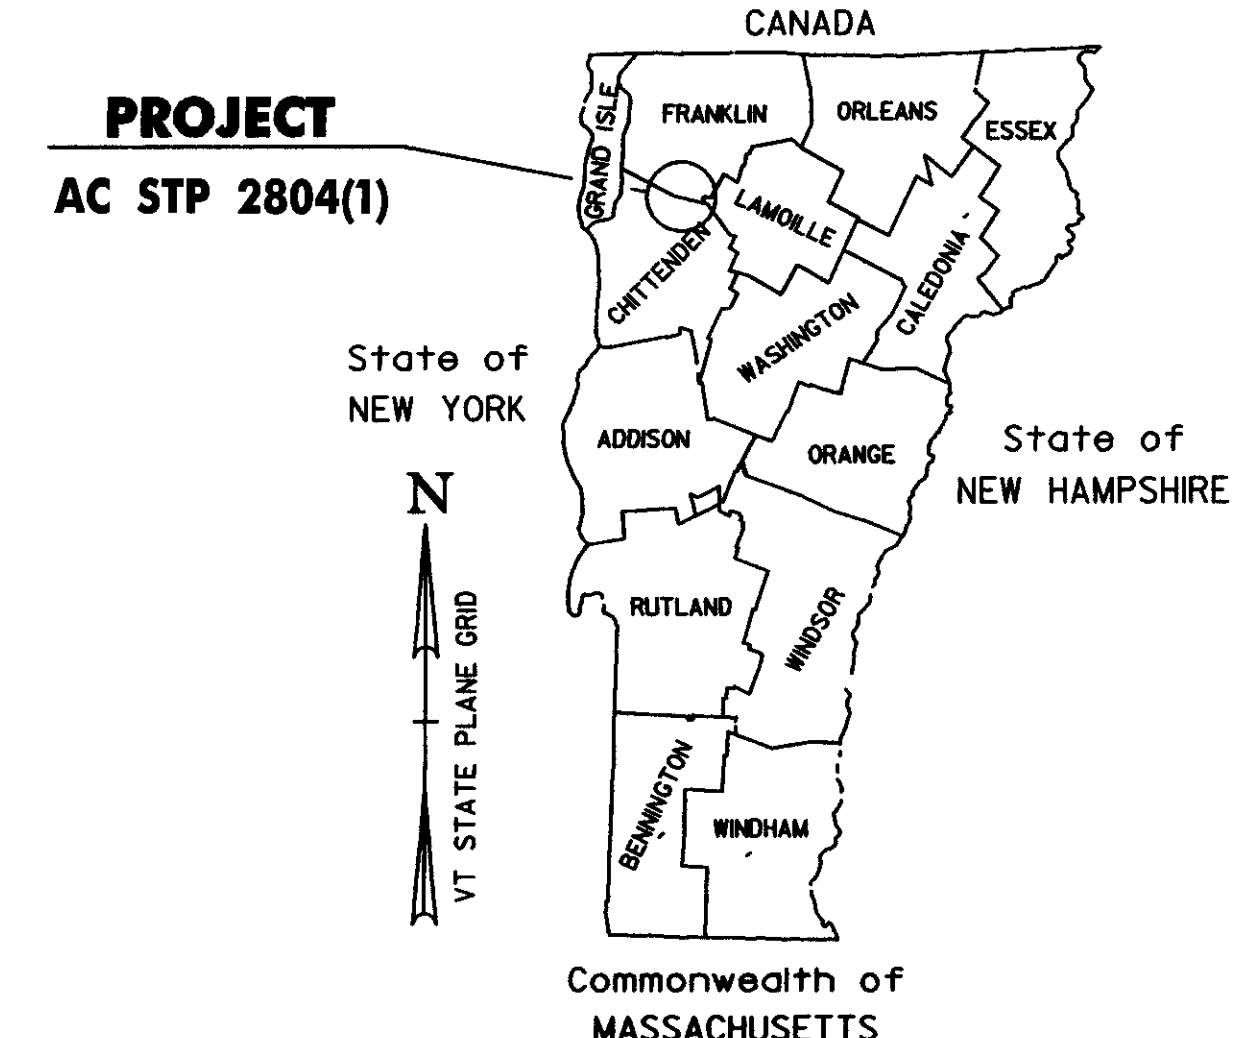 CANADA
PROJECT
AC STP 2804(1)
GRAND ISLE
FRANKLIN
ORLEANS
ESSEX
LAMOILLE
CHITTENDEN
CALEDONIA
WASHINGTON
State of
NEW YORK
ADDISON
ORANGE
State of
NEW HAMPSHIRE
N
VT STATE PLANE GRID
RUTLAND
WINDSOR
BENNINGTON
WINDHAM
Commonwealth of
MASSACHUSETTS